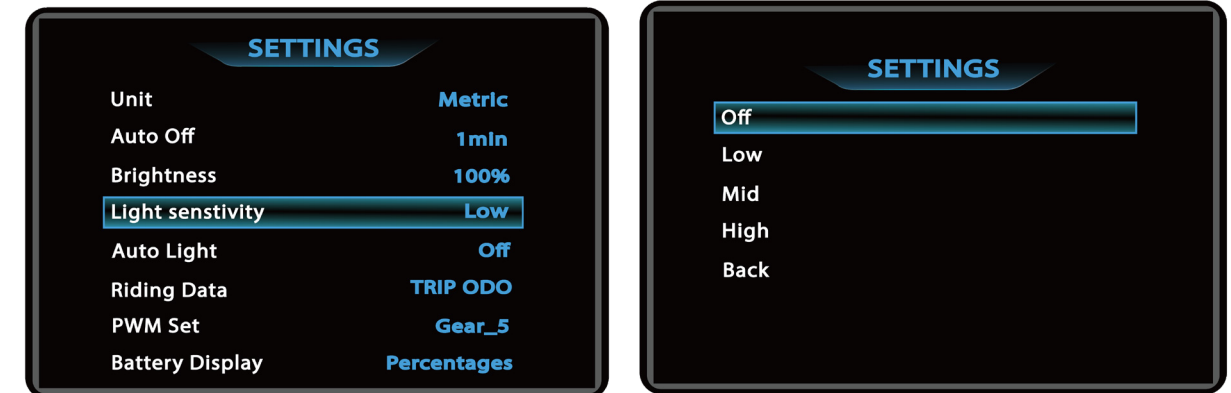 SETTINGS
Unit Metric
Auto Off 1min
Brightness 100%
Light senstivity Low
Auto Light Off
Riding Data TRIP ODO
PWM Set Gear_5
Battery Display Percentages
SETTINGS
Off
Low
Mid
High
Back